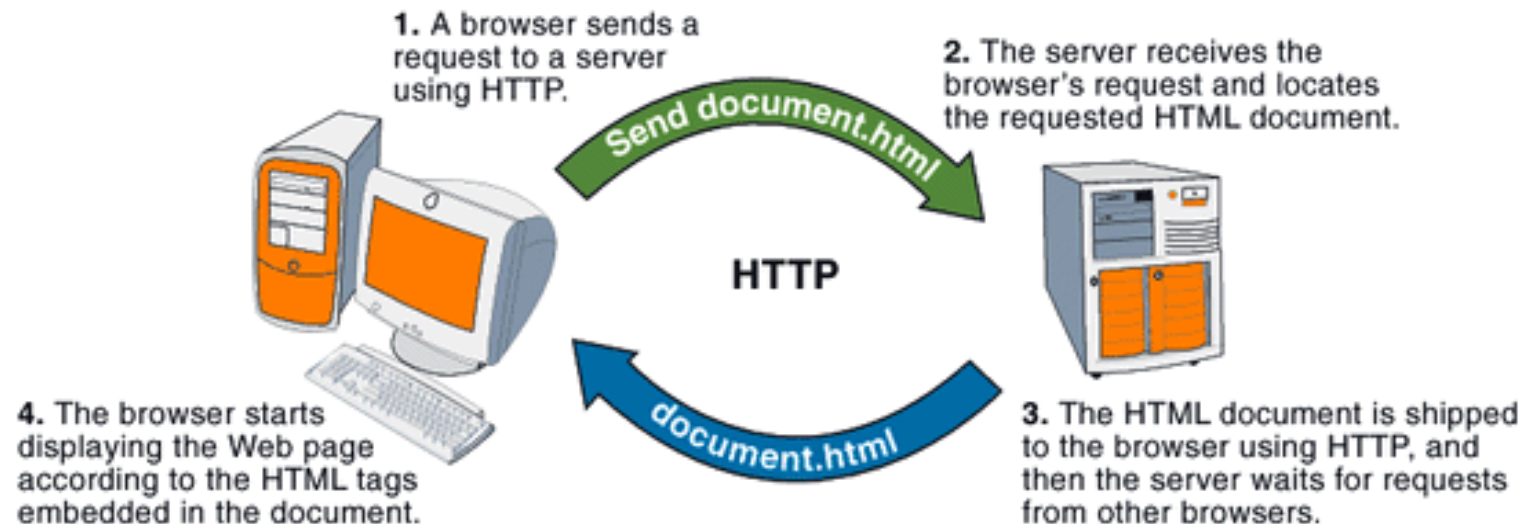 1. A browser sends a
request to a server
using HTTP.
Send document.html
2. The server receives the
browser's request and locates
the requested HTML document.
HTTP
document.html
3. The HTML document is shipped
to the browser using HTTP, and
then the server waits for requests
from other browsers.
4. The browser starts
displaying the Web page
according to the HTML tags
embedded in the document.